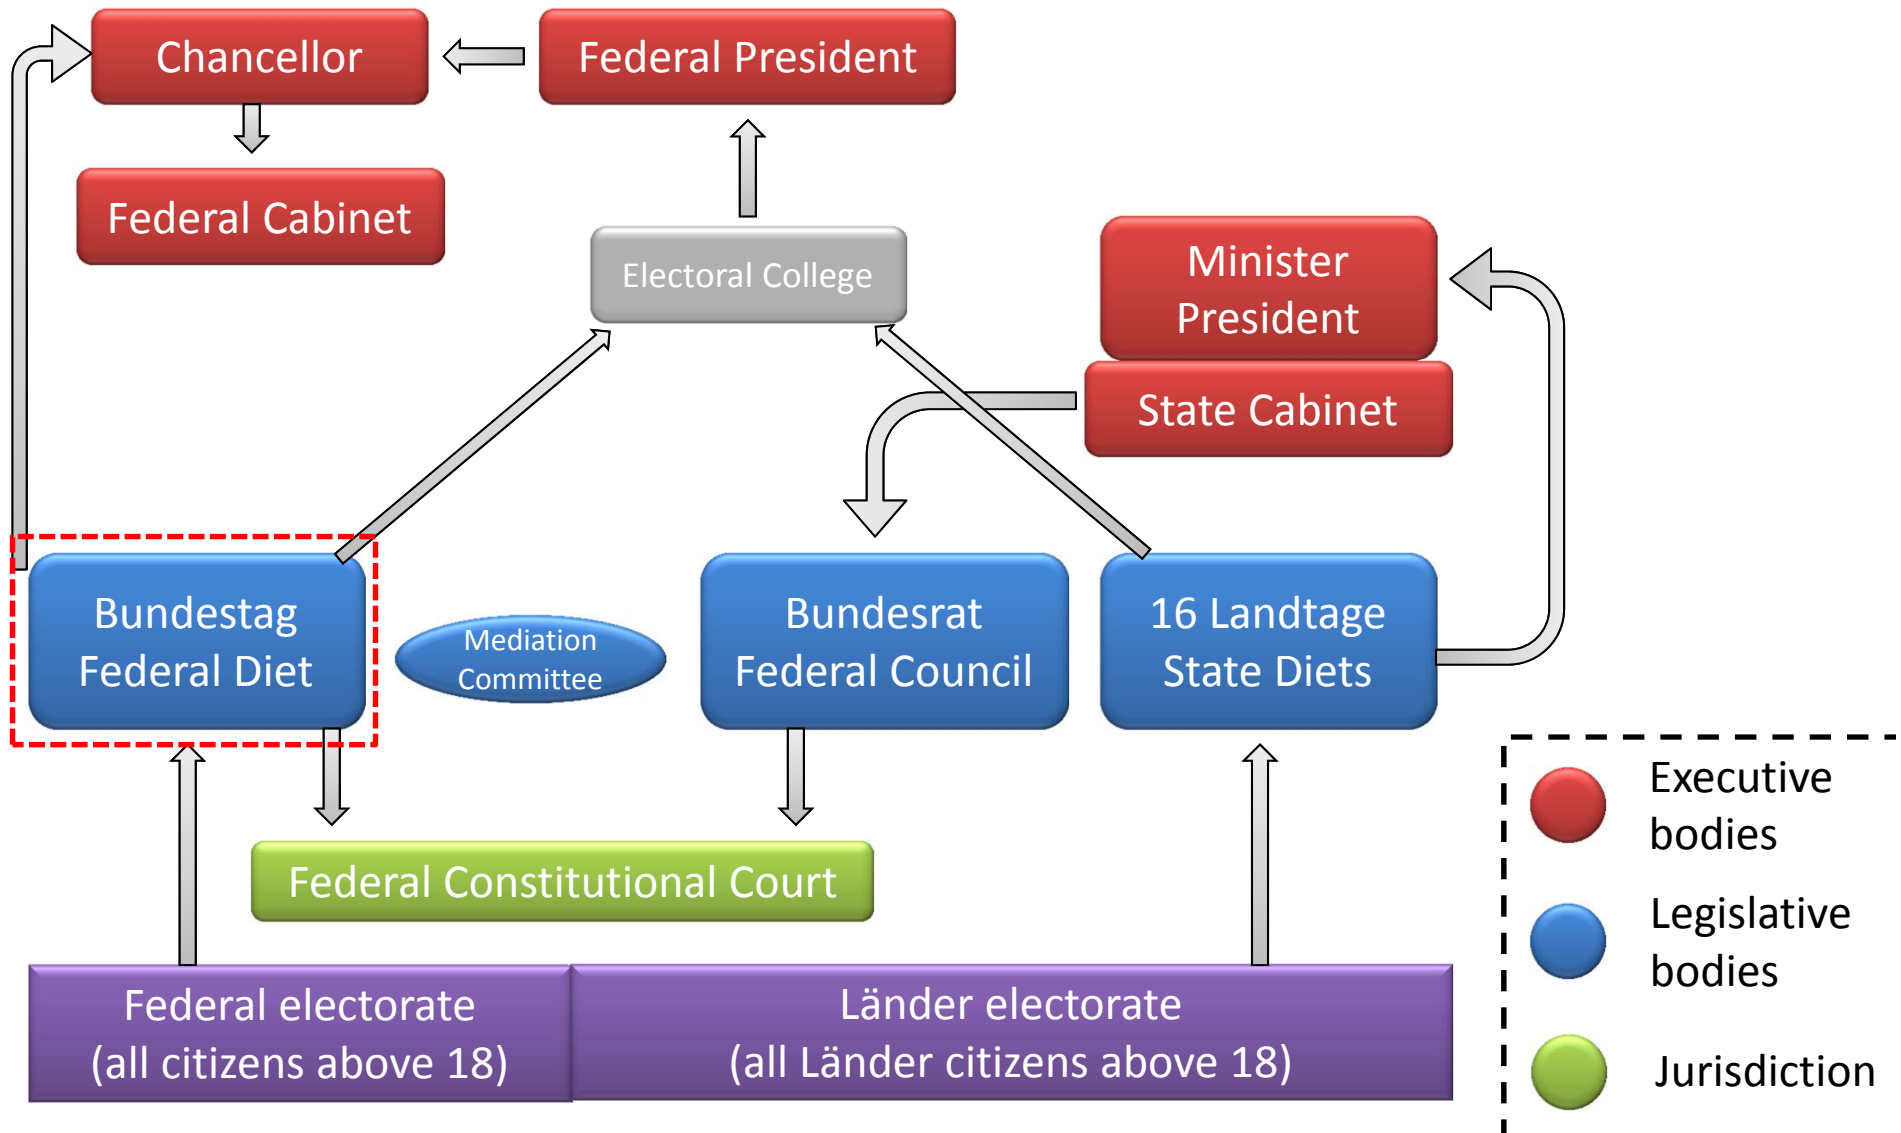 Chancellor
Federal President
Federal Cabinet
Electoral College
Minister
President
State Cabinet
Bundestag
Federal Diet
Mediation
Committee
Bundesrat
Federal Council
16 Landtage
State Diets
Federal Constitutional Court
Federal electorate
(all citizens above 18)
Länder electorate
(all Länder citizens above 18)
Executive
bodies
Legislative
bodies
Jurisdiction